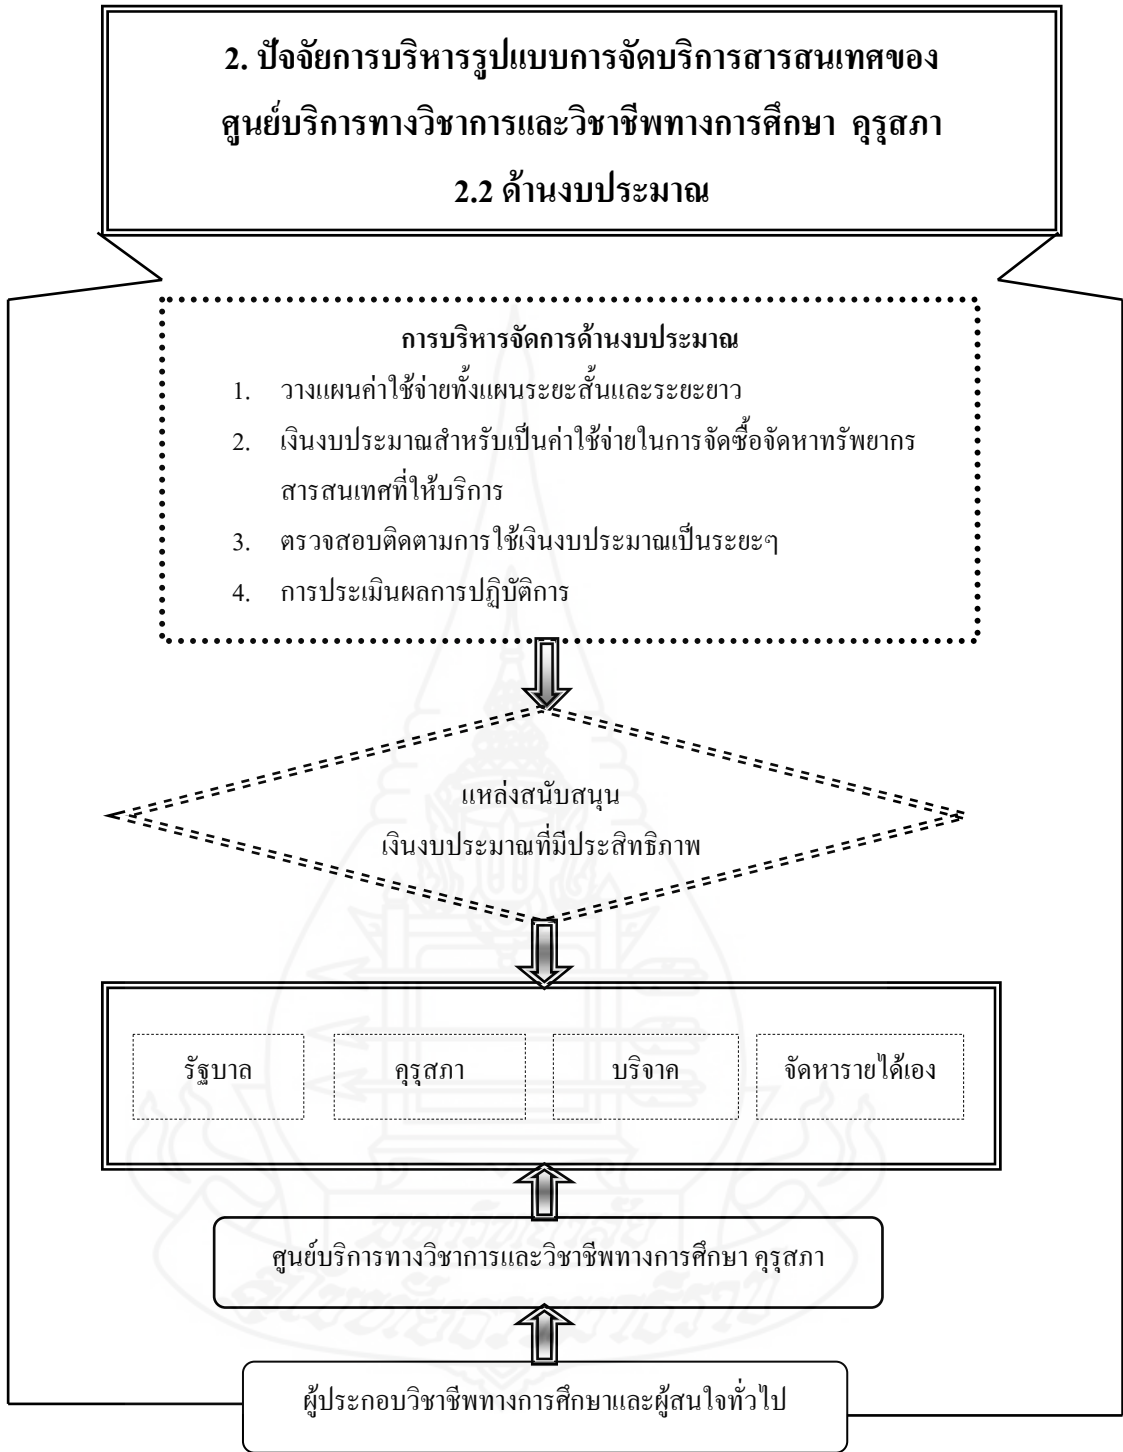 2. ปัจจัยการบริหารรูปแบบการจัดบริการสารสนเทศของ
ศูนย์บริการทางวิชาการและวิชาชีพทางการศึกษา คุรุสภา
2.2 ด้านงบประมาณ
การบริหารจัดการด้านงบประมาณ
1. วางแผนค่าใช้จ่ายทั้งแผนระยะสั้นและระยะยาว
2. เงินงบประมาณสำหรับเป็นค่าใช้จ่ายในการจัดซื้อจัดหาทรัพยากร
สารสนเทศที่ให้บริการ
3. ตรวจสอบติดตามการใช้เงินงบประมาณเป็นระยะๆ
4. การประเมินผลการปฏิบัติการ
แหล่งสนับสนุน
เงินงบประมาณที่มีประสิทธิภาพ
รัฐบาล คุรุสภา บริจาค จัดหารายได้เอง
ศูนย์บริการทางวิชาการและวิชาชีพทางการศึกษา คุรุสภา
ผู้ประกอบวิชาชีพทางการศึกษาและผู้สนใจทั่วไป